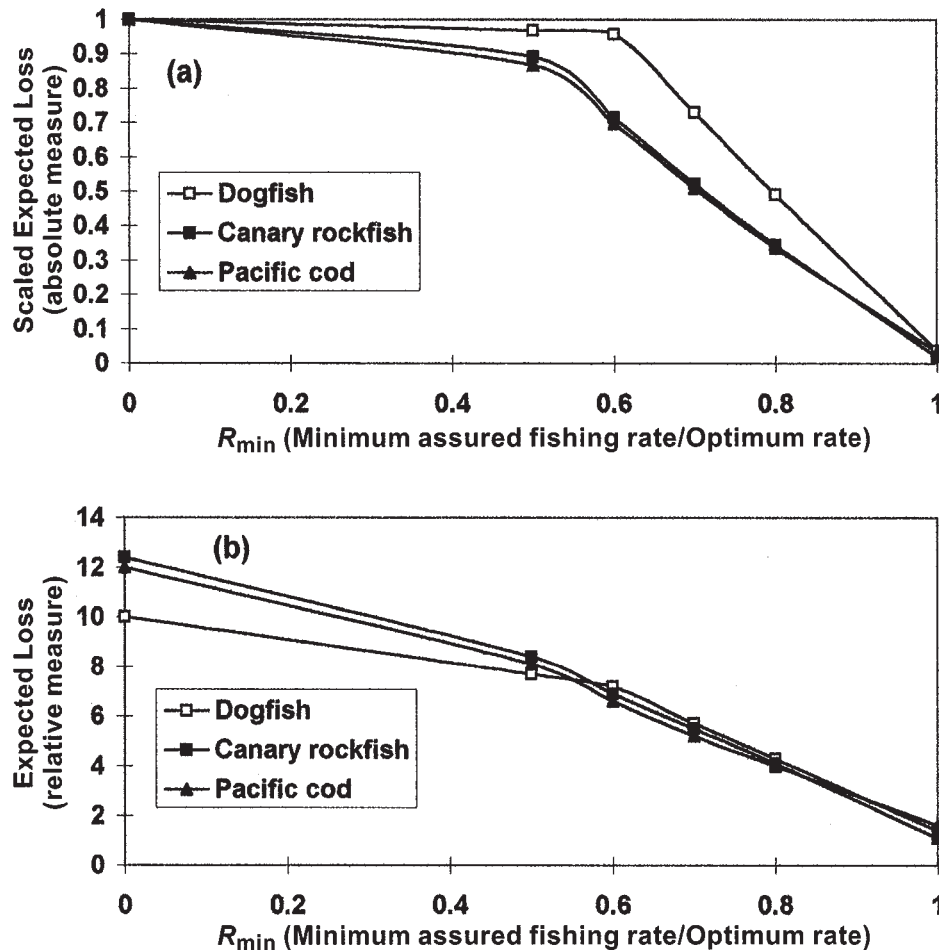 Scaled Expected Loss
(absolute measure)
1
0.9
0.8
0.7
0.6
0.5
0.4
0.3
0.2
0.1
0
(a)
Dogfish
Canary rockfish
Pacific cod
0 0.2 0.4 0.6 0.8 1
Rmin (Minimum assured fishing rate/Optimum rate)
Expected Loss
(relative measure)
14
12
10
8
6
4
2
0
(b)
Dogfish
Canary rockfish
Pacific cod
0 0.2 0.4 0.6 0.8 1
Rmin (Minimum assured fishing rate/Optimum rate)